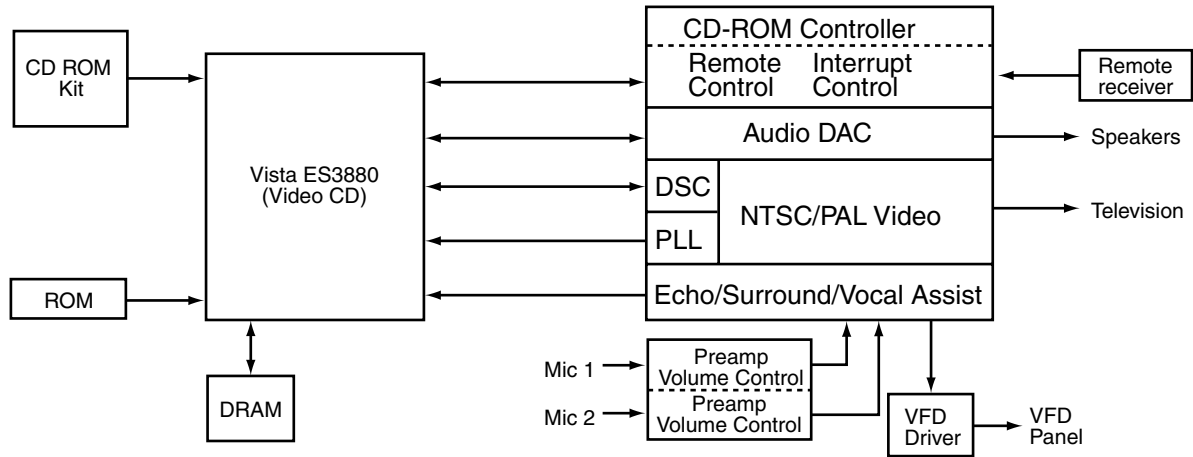 CD ROM
Kit
Vista ES3880
(Video CD)
ROM
DRAM
CD-ROM Controller
Remote
Control
Interrupt
Control
Audio DAC
DSC
PLL
NTSC/PAL Video
Echo/Surround/Vocal Assist
Remote
receiver
Speakers
Television
Mic 1
Preamp
Volume Control
Mic 2
Preamp
Volume Control
VFD
Driver
VFD
Panel